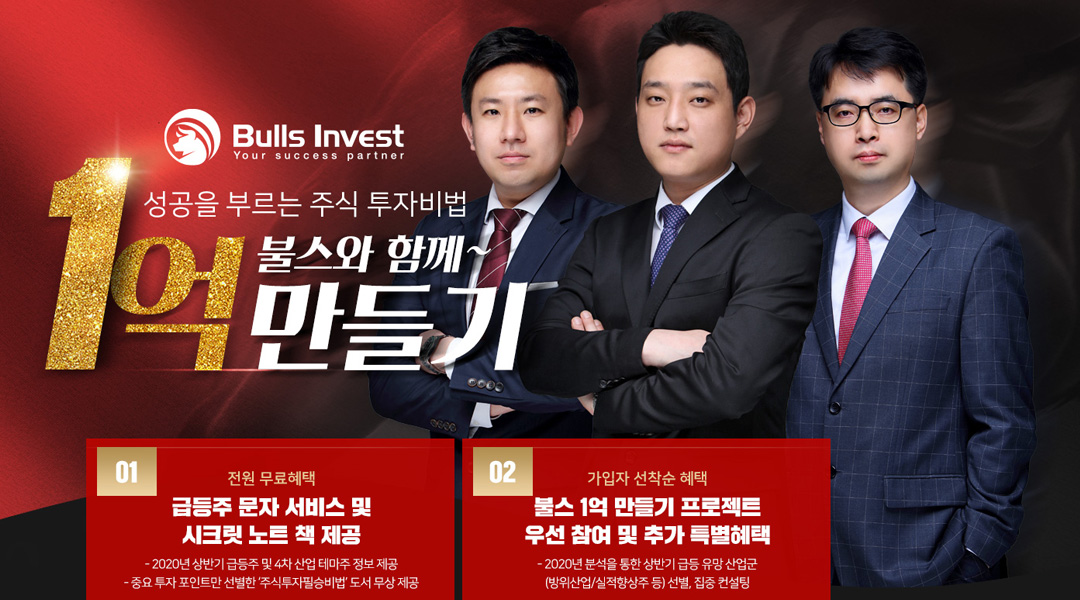 Bulls Invest
Your success partner
성공을 부르는 주식 투자비법
1억 불스와 함께~
만들기
01
전원 무료혜택
급등주 문자 서비스 및
시크릿 노트 책 제공
- 2020년 상반기 급등주 및 4차 산업 테마주 정보 제공
- 중요 투자 포인트만 선별한 '주식투자필승비법' 도서 무상 제공
02
가입자 선착순 혜택
불스 1억 만들기 프로젝트
우선 참여 및 추가 특별혜택
- 2020년 분석을 통한 상반기 급등 유망 산업군
(방위산업/실적향상주 등) 선별, 집중 컨설팅